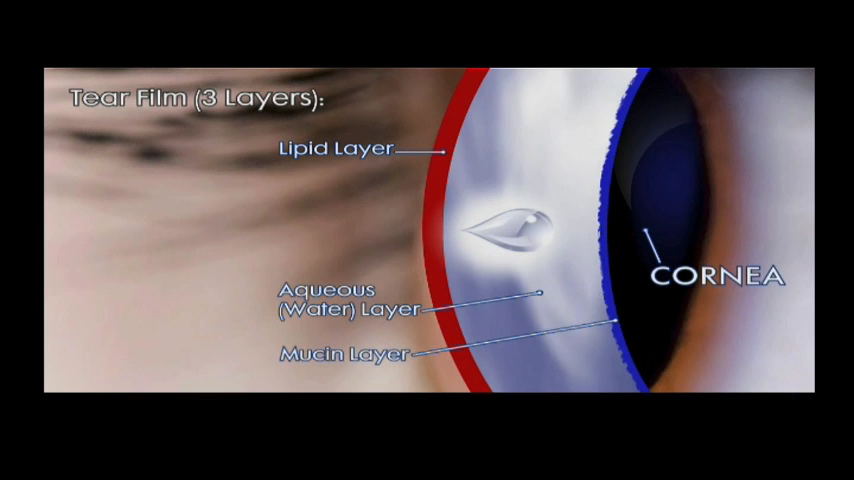 Tear Film (3 Layers):
Lipid Layer
Aqueous
(Water) Layer
Mucin Layer
CORNEA